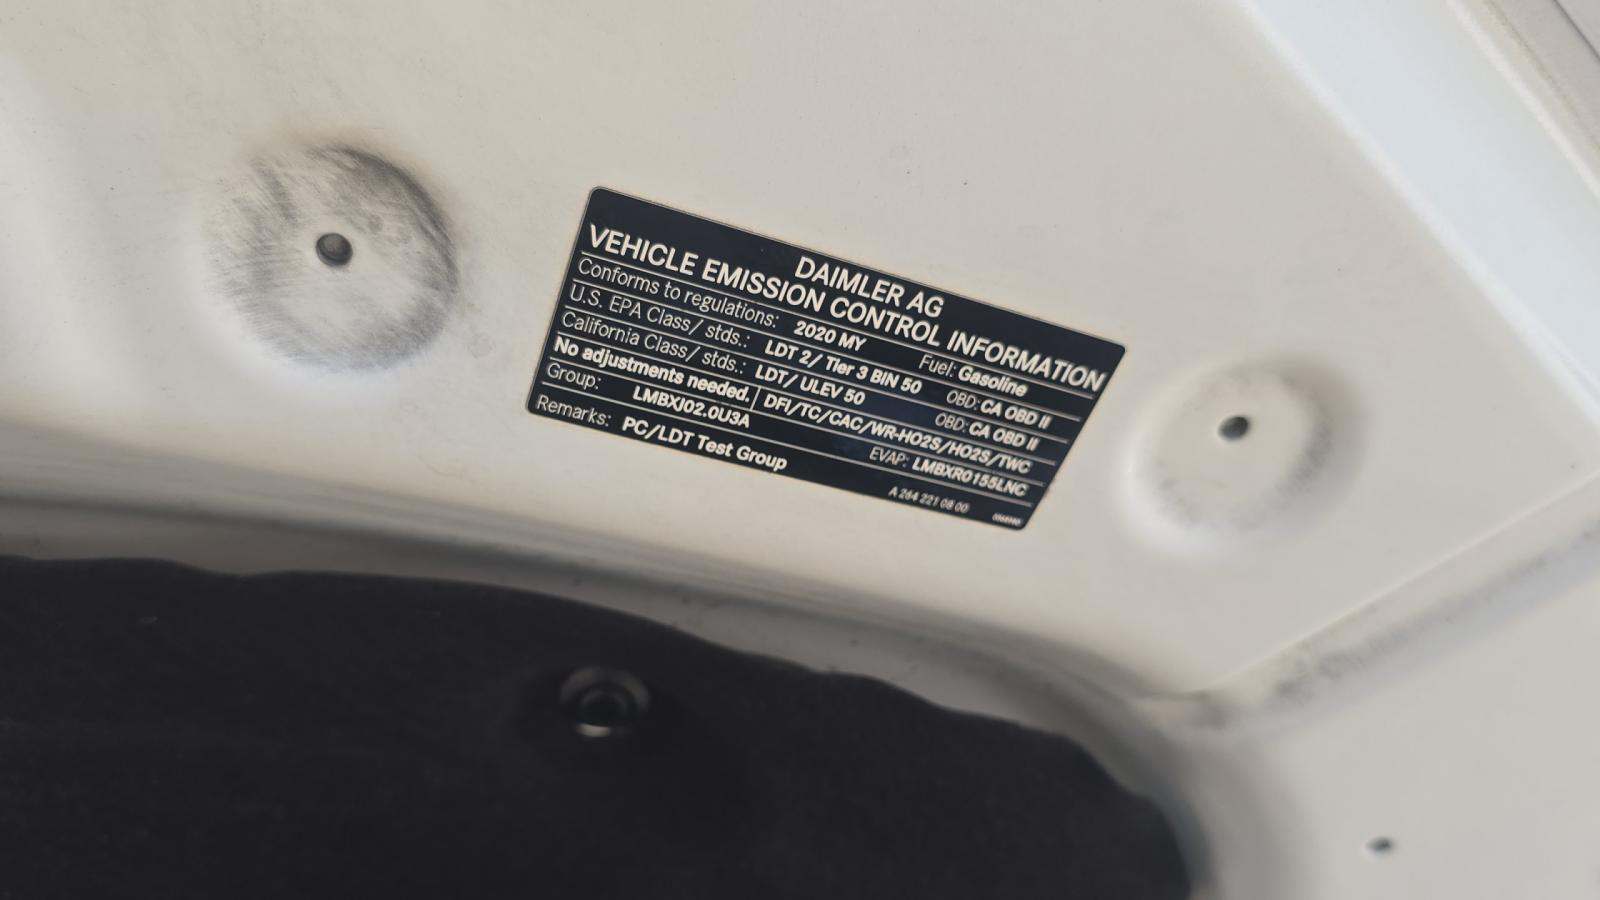 DAIMLER AG
VEHICLE EMISSION CONTROL INFORMATION
Conforms to regulations: 2020 MY Fuel: Gasoline
U.S. EPA Class/ stds.: LDT 2/ Tier 3 BIN 50 OBD: CA OBD II
California Class/ stds.: LDT/ ULEV 50 OBD: CA OBD II
No adjustments needed. DFI/TC/CAC/WR-HO2S/HO2S/TWC
Group: LMBXJ02.0U3A EVAP: LMBXR0155LNC
Remarks: PC/LDT Test Group
A 264 221 08 00